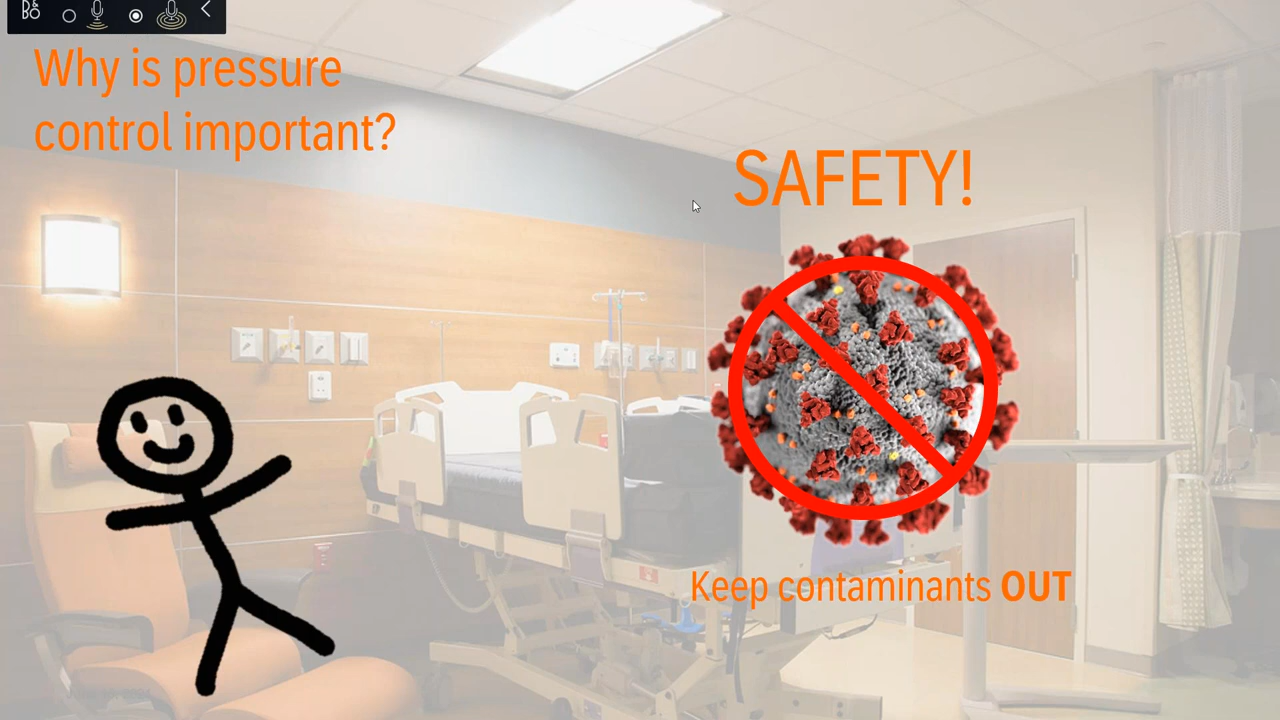 B&
O
Why is pressure
control important?
SAFETY!
Keep contaminants OUT